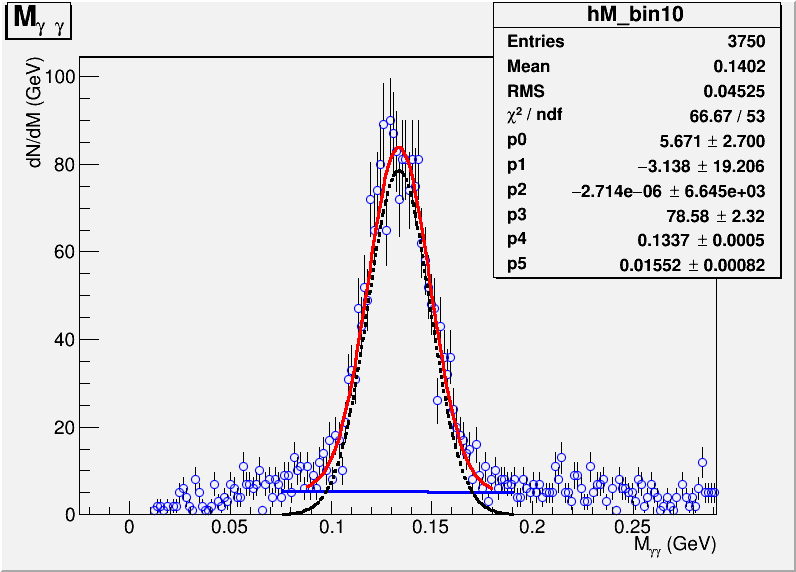 M_γ γ
hM_bin10
Entries 3750
Mean 0.1402
RMS 0.04525
χ² / ndf 66.67 / 53
p0 5.671 ± 2.700
p1 −3.138 ± 19.206
p2 −2.714e−06 ± 6.645e+03
p3 78.58 ± 2.32
p4 0.1337 ± 0.0005
p5 0.01552 ± 0.00082
dN/dM (GeV)
100
80
60
40
20
0
0 0.05 0.1 0.15 0.2 0.25
M_γγ (GeV)